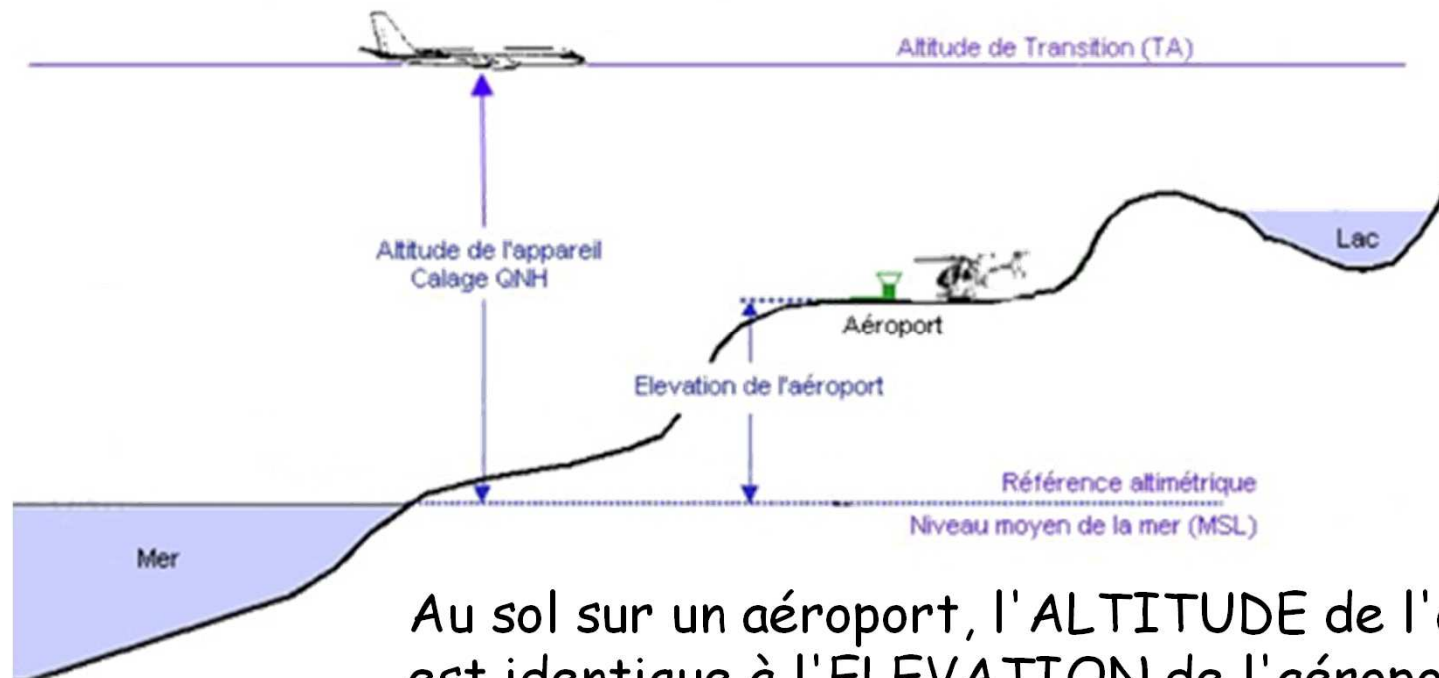 Altitude de Transition (TA)
Altitude de l'appareil
Calage QNH
Lac
Aéroport
Elevation de l'aéroport
Référence altimétrique
Niveau moyen de la mer (MSL)
Mer
Au sol sur un aéroport, l'ALTITUDE de l'
est identique à l'ELEVATION de